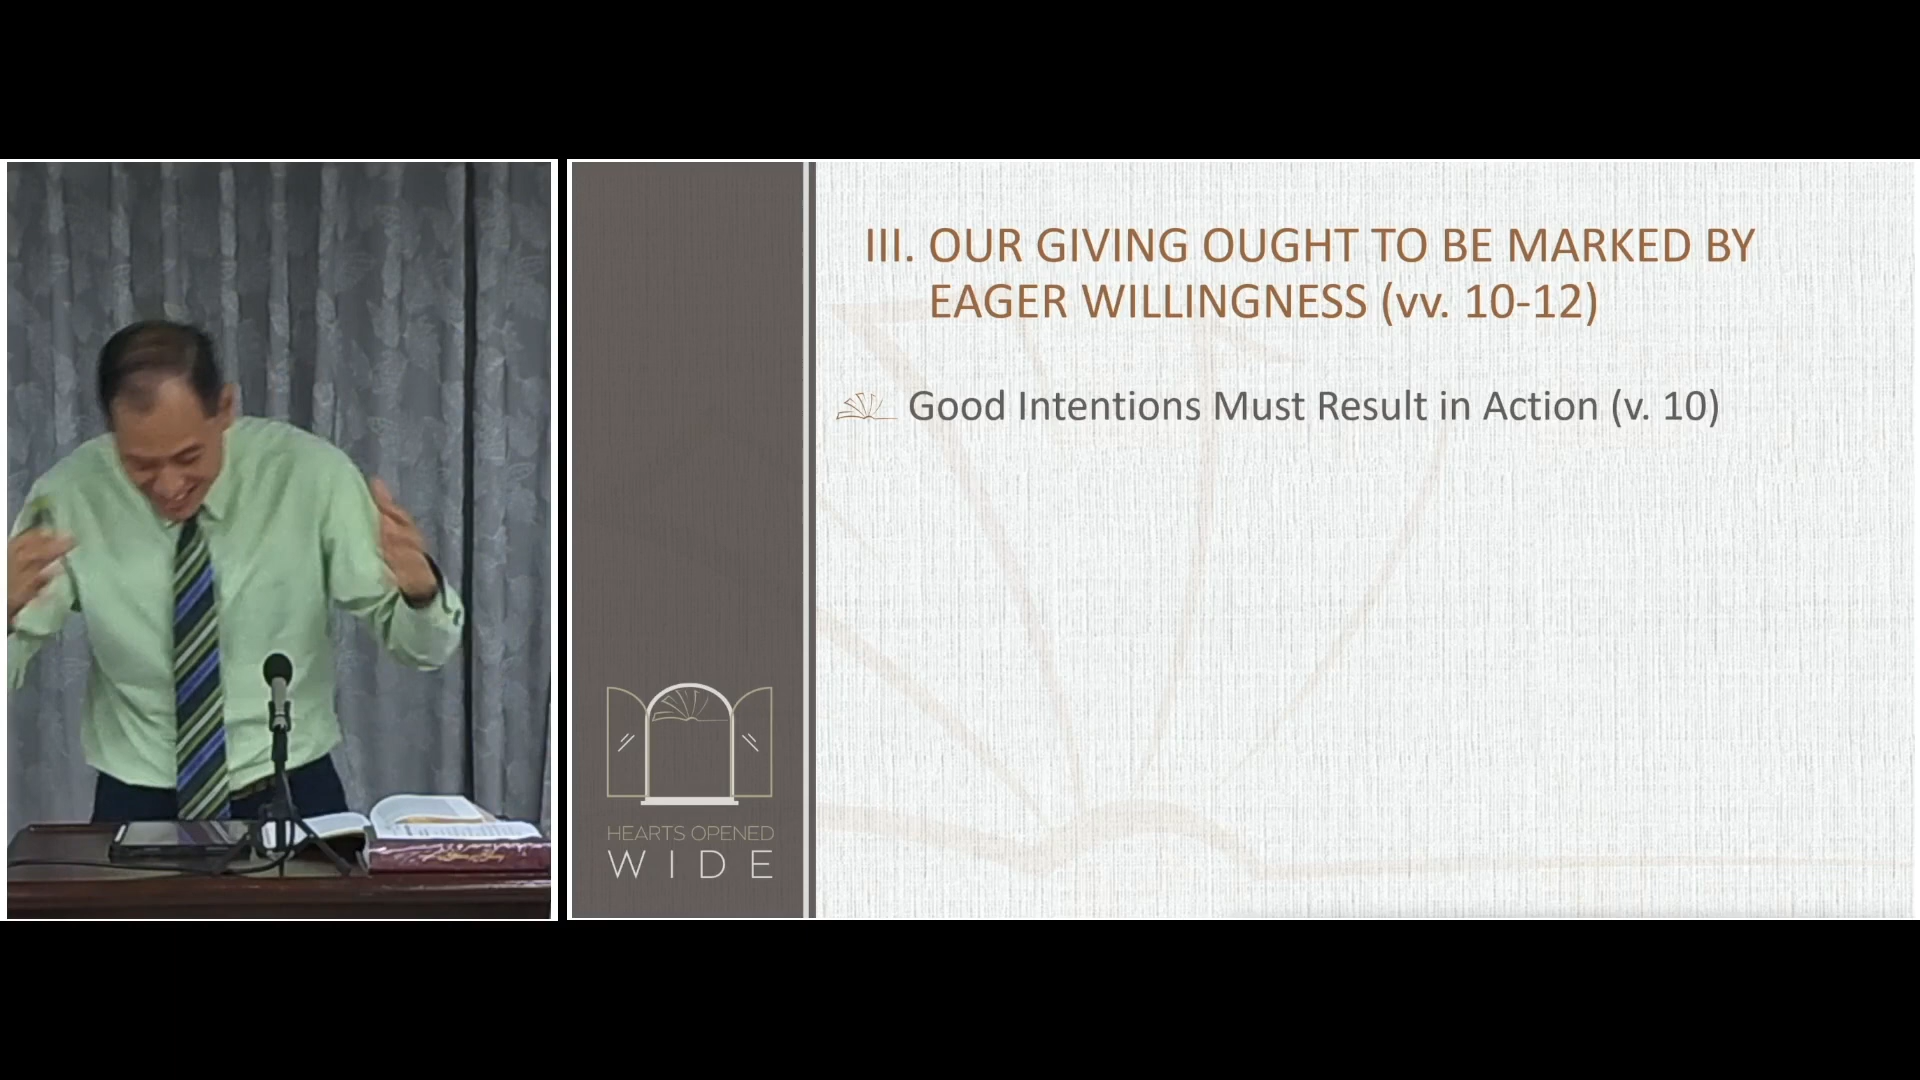 III. OUR GIVING OUGHT TO BE MARKED BY
EAGER WILLINGNESS (vv. 10-12)
Good Intentions Must Result in Action (v. 10)
HEARTS OPENED
WIDE